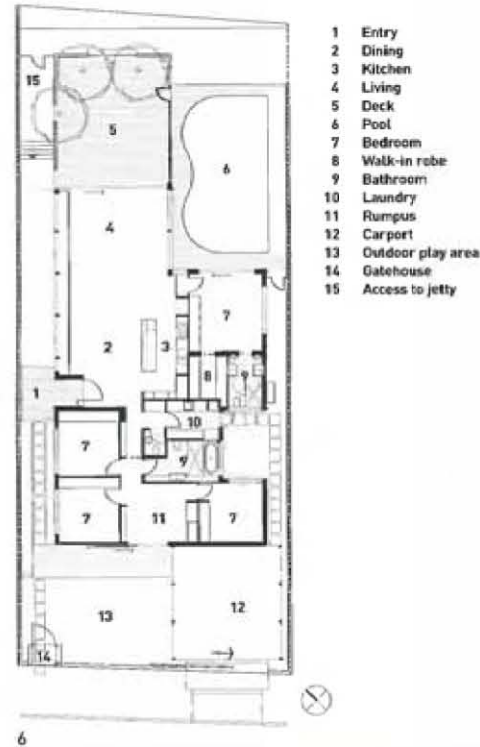 15
5
6
4
7
2
3
8
9
1
10
7
9
7
11
7
13
12
14
1 Entry
2 Dining
3 Kitchen
4 Living
5 Deck
6 Pool
7 Bedroom
8 Walk-in robe
9 Bathroom
10 Laundry
11 Rumpus
12 Carport
13 Outdoor play area
14 Gatehouse
15 Access to jetty
6